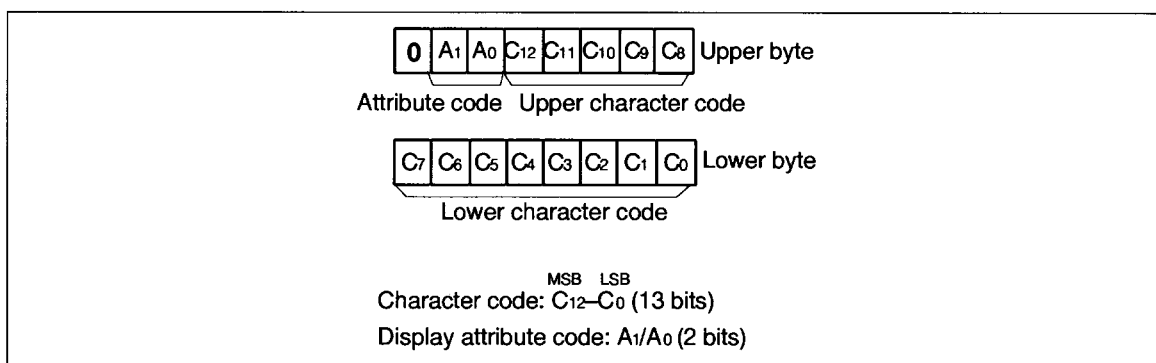 0 A1 A0 C12 C11 C10 C9 C8 Upper byte
Attribute code Upper character code
C7 C6 C5 C4 C3 C2 C1 C0 Lower byte
Lower character code
MSB LSB
Character code: C12–C0 (13 bits)
Display attribute code: A1/A0 (2 bits)